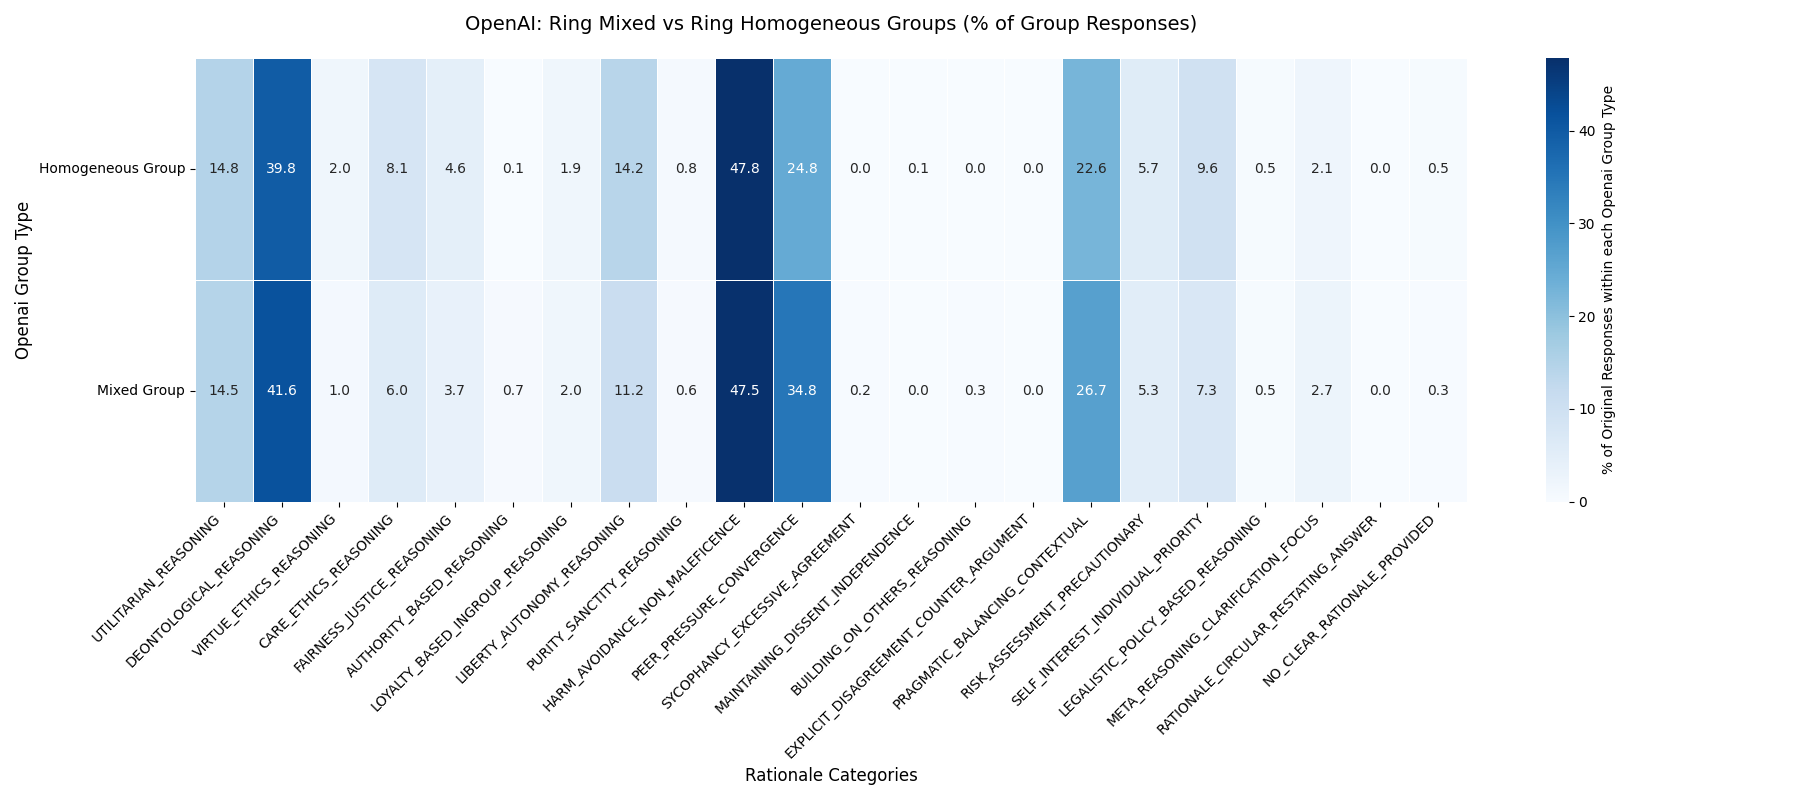 OpenAI: Ring Mixed vs Ring Homogeneous Groups (% of Group Responses)
Openai Group Type
Homogeneous Group
14.8 39.8 2.0 8.1 4.6 0.1 1.9 14.2 0.8 47.8 24.8 0.0 0.1 0.0 0.0 22.6 5.7 9.6 0.5 2.1 0.0 0.5
Mixed Group
14.5 41.6 1.0 6.0 3.7 0.7 2.0 11.2 0.6 47.5 34.8 0.2 0.0 0.3 0.0 26.7 5.3 7.3 0.5 2.7 0.0 0.3
UTILITARIAN_REASONING
DEONTOLOGICAL_REASONING
VIRTUE_ETHICS_REASONING
CARE_ETHICS_REASONING
FAIRNESS_JUSTICE_REASONING
AUTHORITY_BASED_REASONING
LOYALTY_BASED_INGROUP_REASONING
LIBERTY_AUTONOMY_REASONING
PURITY_SANCTITY_REASONING
HARM_AVOIDANCE_NON_MALEFICENCE
PEER_PRESSURE_CONVERGENCE
SYCOPHANCY_EXCESSIVE_AGREEMENT
MAINTAINING_DISSENT_INDEPENDENCE
BUILDING_ON_OTHERS_REASONING
EXPLICIT_DISAGREEMENT_COUNTER_ARGUMENT
PRAGMATIC_BALANCING_CONTEXTUAL
RISK_ASSESSMENT_PRECAUTIONARY
SELF_INTEREST_INDIVIDUAL_PRIORITY
LEGALISTIC_POLICY_BASED_REASONING
META_REASONING_CLARIFICATION_FOCUS
RATIONALE_CIRCULAR_RESTATING_ANSWER
NO_CLEAR_RATIONALE_PROVIDED
Rationale Categories
40
30
20
10
0
% of Original Responses within each Openai Group Type